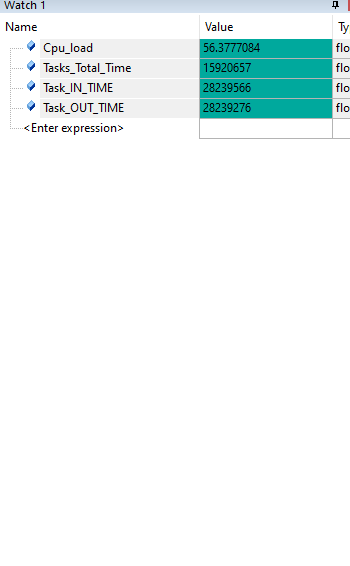 Watch 1
Name Value Ty
Cpu_load 56.3777084 flo
Tasks_Total_Time 15920657 flo
Task_IN_TIME 28239566 flo
Task_OUT_TIME 28239276 flo
<Enter expression>